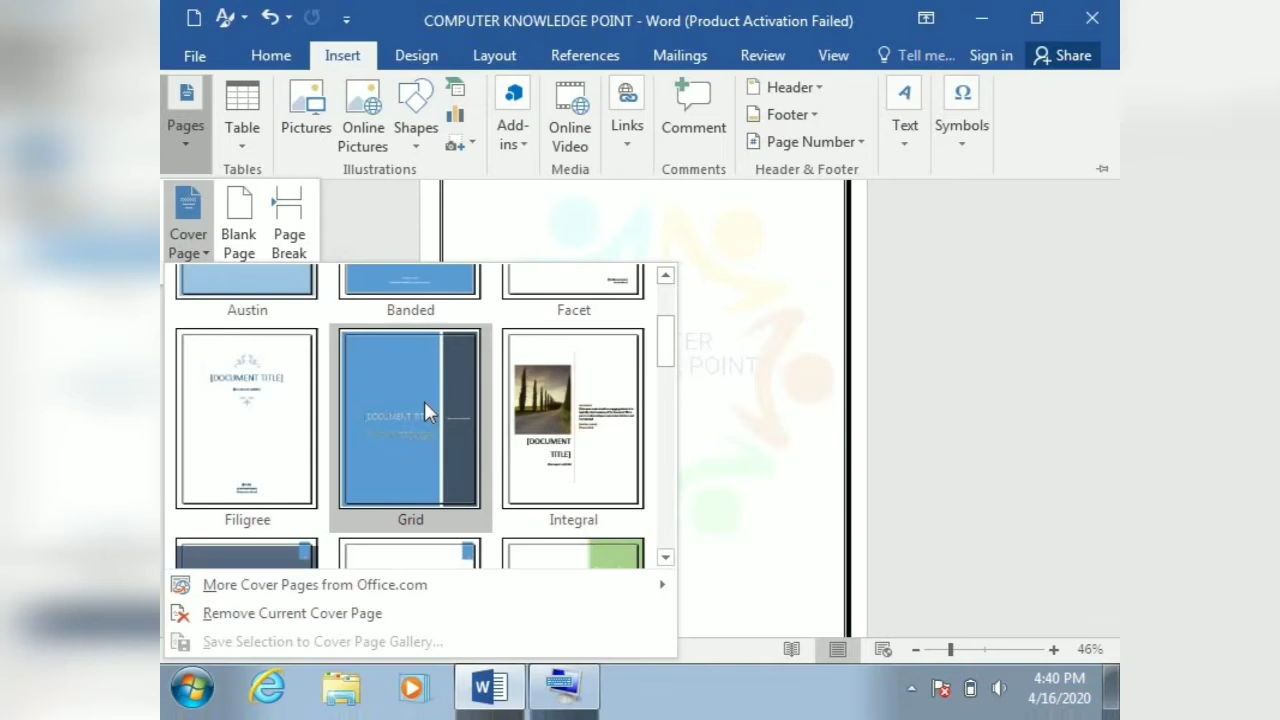 COMPUTER KNOWLEDGE POINT - Word (Product Activation Failed)
File Home Insert Design Layout References Mailings Review View Tell me... Sign in Share
Pages
Table
Pictures
Online
Pictures
Shapes
Add-
ins
Online
Video
Links
Comment
Header
Footer
Page Number
Text
Symbols
Tables
Illustrations
Media
Comments
Header & Footer
Cover
Page
Blank
Page
Page
Break
Austin
Banded
Facet
[DOCUMENT TITLE]
[DOCUMENT
TITLE]
Filigree
Grid
Integral
POINT
More Cover Pages from Office.com
Remove Current Cover Page
Save Selection to Cover Page Gallery...
46%
4:40 PM
4/16/2020